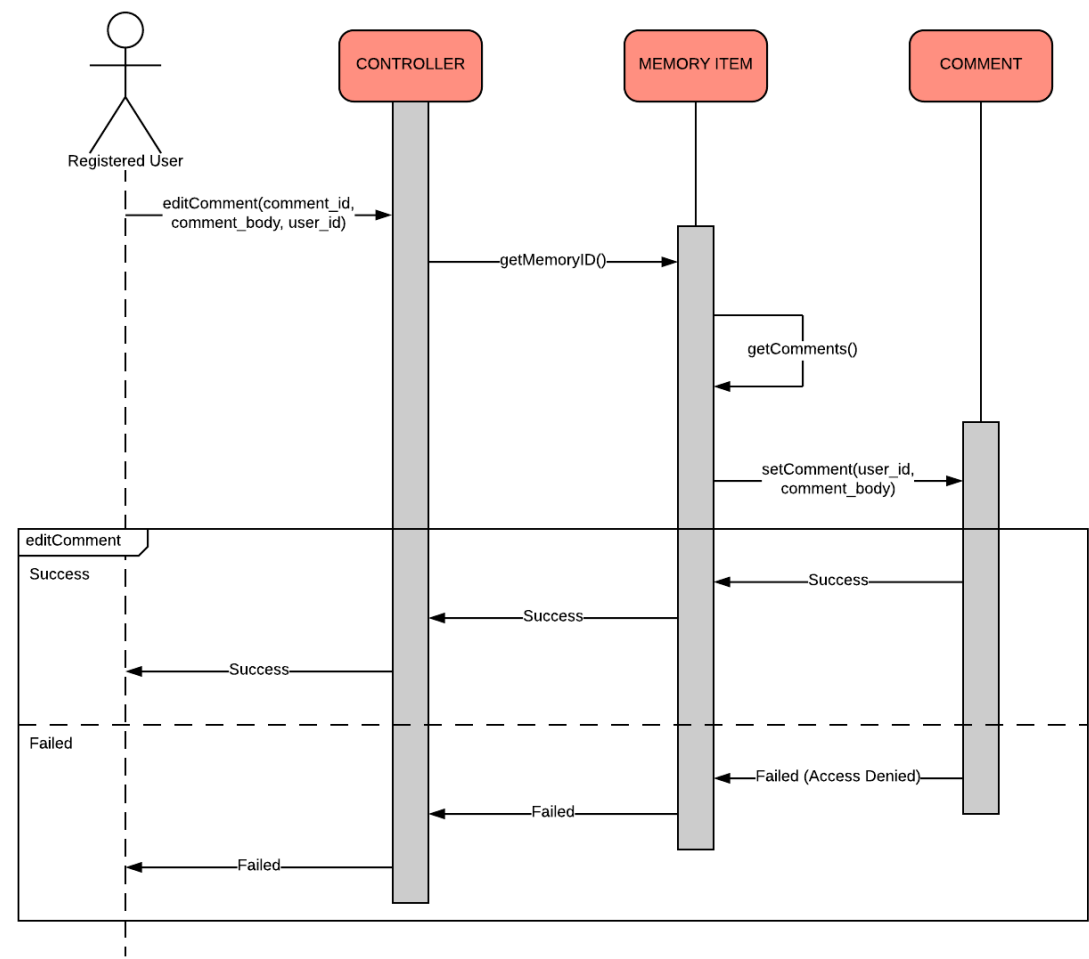 CONTROLLER
MEMORY ITEM
COMMENT
Registered User
editComment(comment_id,
comment_body, user_id)
getMemoryID()
getComments()
setComment(user_id,
comment_body)
editComment
Success
Success
Success
Success
Failed
Failed (Access Denied)
Failed
Failed